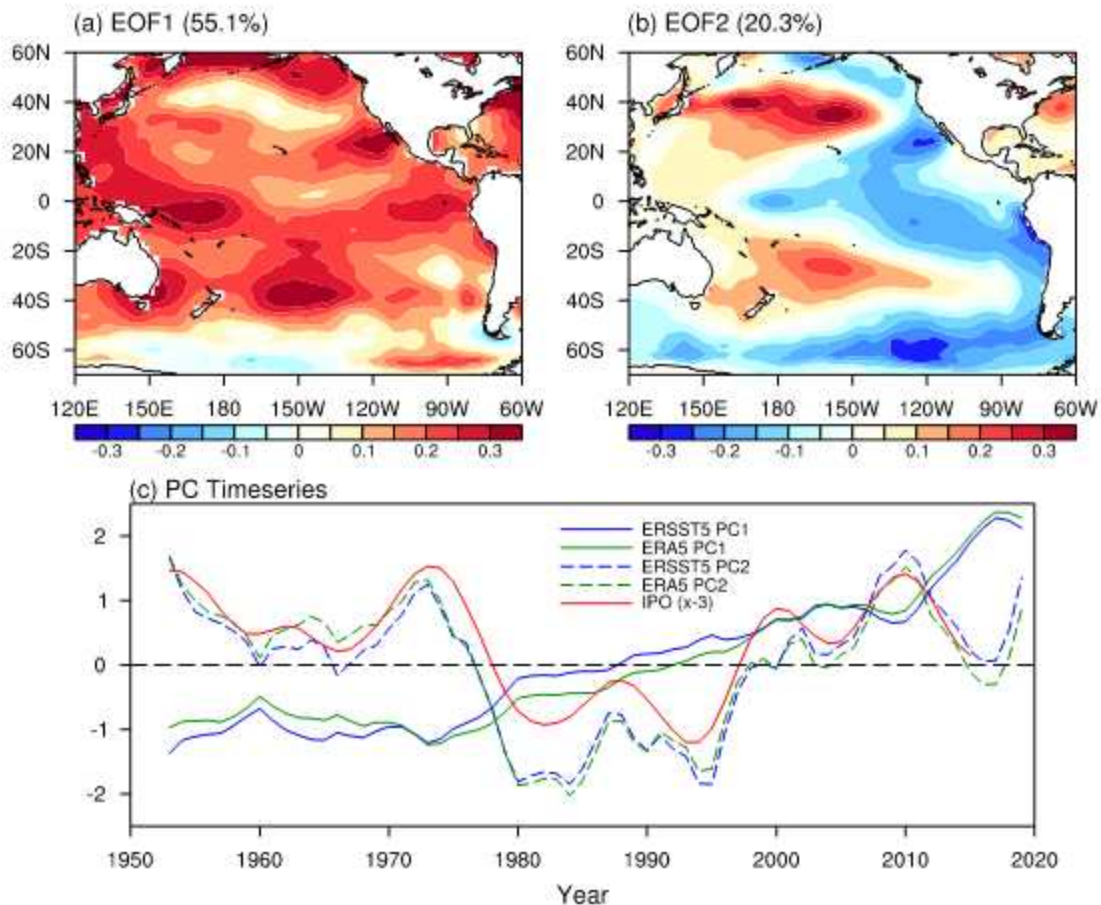 (a) EOF1 (55.1%)
(b) EOF2 (20.3%)
60N
40N
20N
0
20S
40S
60S
120E 150E 180 150W 120W 90W 60W
-0.3 -0.2 -0.1 0 0.1 0.2 0.3
60N
40N
20N
0
20S
40S
60S
120E 150E 180 150W 120W 90W 60W
-0.3 -0.2 -0.1 0 0.1 0.2 0.3
(c) PC Timeseries
ERSST5 PC1
ERA5 PC1
ERSST5 PC2
ERA5 PC2
IPO (x-3)
2
1
0
-1
-2
1950 1960 1970 1980 1990 2000 2010 2020
Year